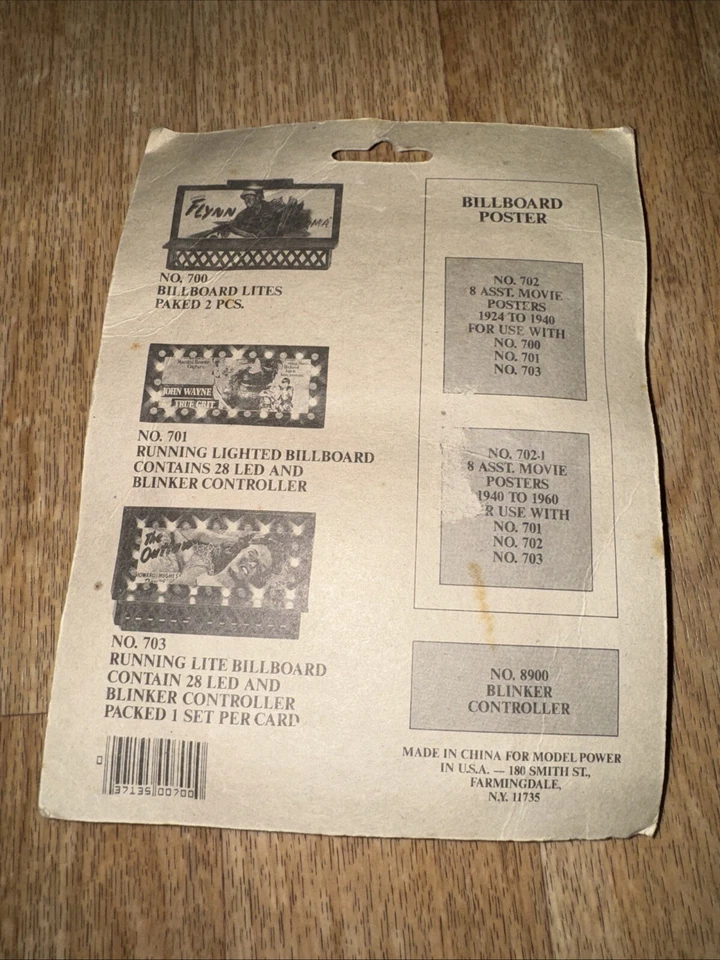 FLYNN
NO. 700
BILLBOARD LITES
PAKED 2 PCS.
JOHN WAYNE
TRUE GRIT
NO. 701
RUNNING LIGHTED BILLBOARD
CONTAINS 28 LED AND
BLINKER CONTROLLER
The
Outlaw
HOWARD HUGHES'
NO. 703
RUNNING LITE BILLBOARD
CONTAIN 28 LED AND
BLINKER CONTROLLER
PACKED 1 SET PER CARD
0 37135 00700
BILLBOARD
POSTER
NO. 702
8 ASST. MOVIE
POSTERS
1924 TO 1940
FOR USE WITH
NO. 700
NO. 701
NO. 703
NO. 702-1
8 ASST. MOVIE
POSTERS
1940 TO 1960
R USE WITH
NO. 701
NO. 702
NO. 703
NO. 8900
BLINKER
CONTROLLER
MADE IN CHINA FOR MODEL POWER
IN U.S.A. — 180 SMITH ST.,
FARMINGDALE,
N.Y. 11735